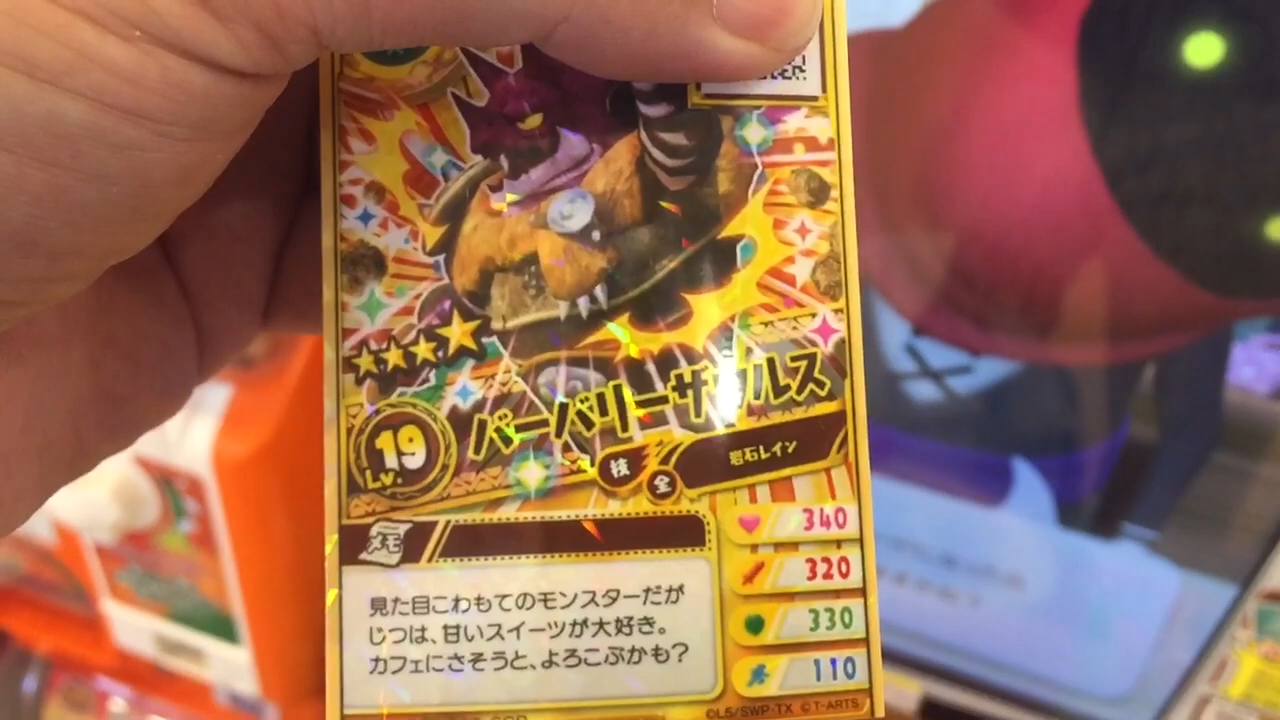 バーバリーザウルス
19
Lv.
技
全
岩石レイン
メモ
340
320
330
110
見た目こわもてのモンスターだが
じつは、甘いスイーツが大好き。
カフェにさそうと、よろこぶかも？
©L5/SWP-TX ©T-ARTS